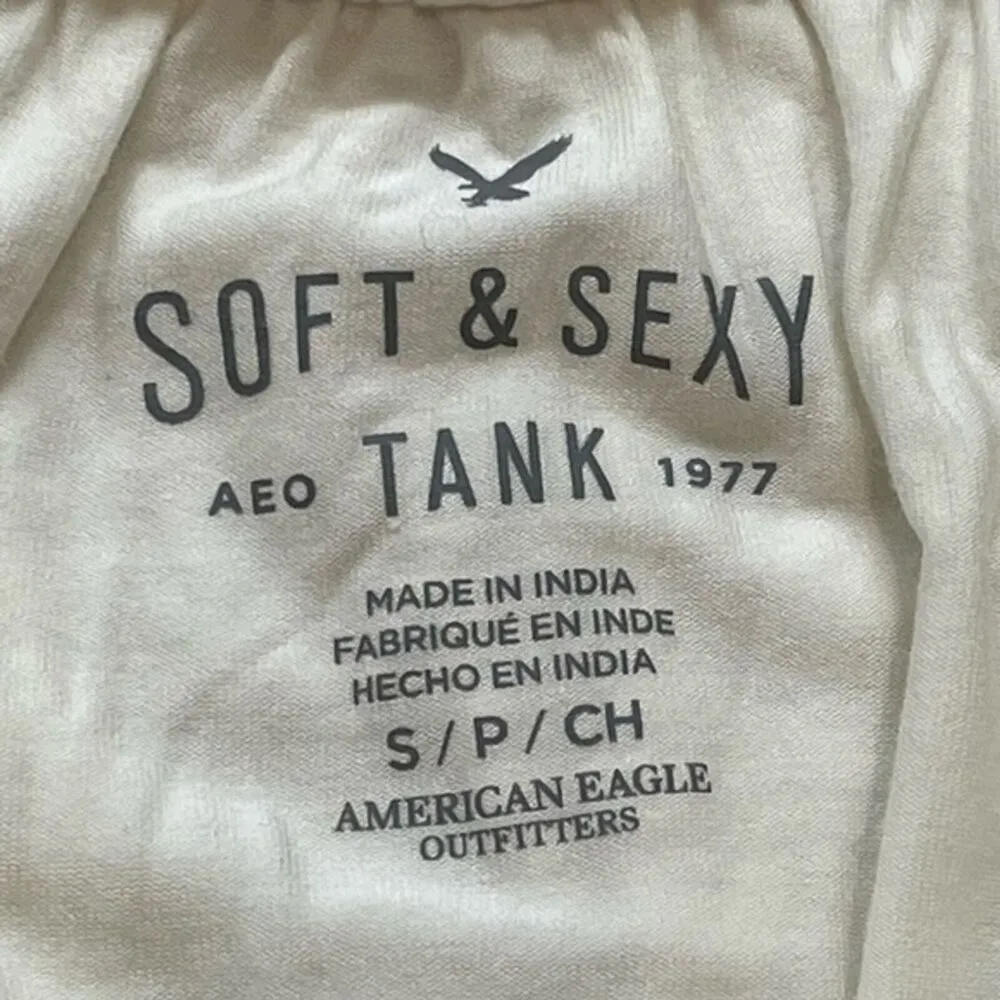 SOFT & SEXY
AEO TANK 1977
MADE IN INDIA
FABRIQUÉ EN INDE
HECHO EN INDIA
S / P / CH
AMERICAN EAGLE
OUTFITTERS